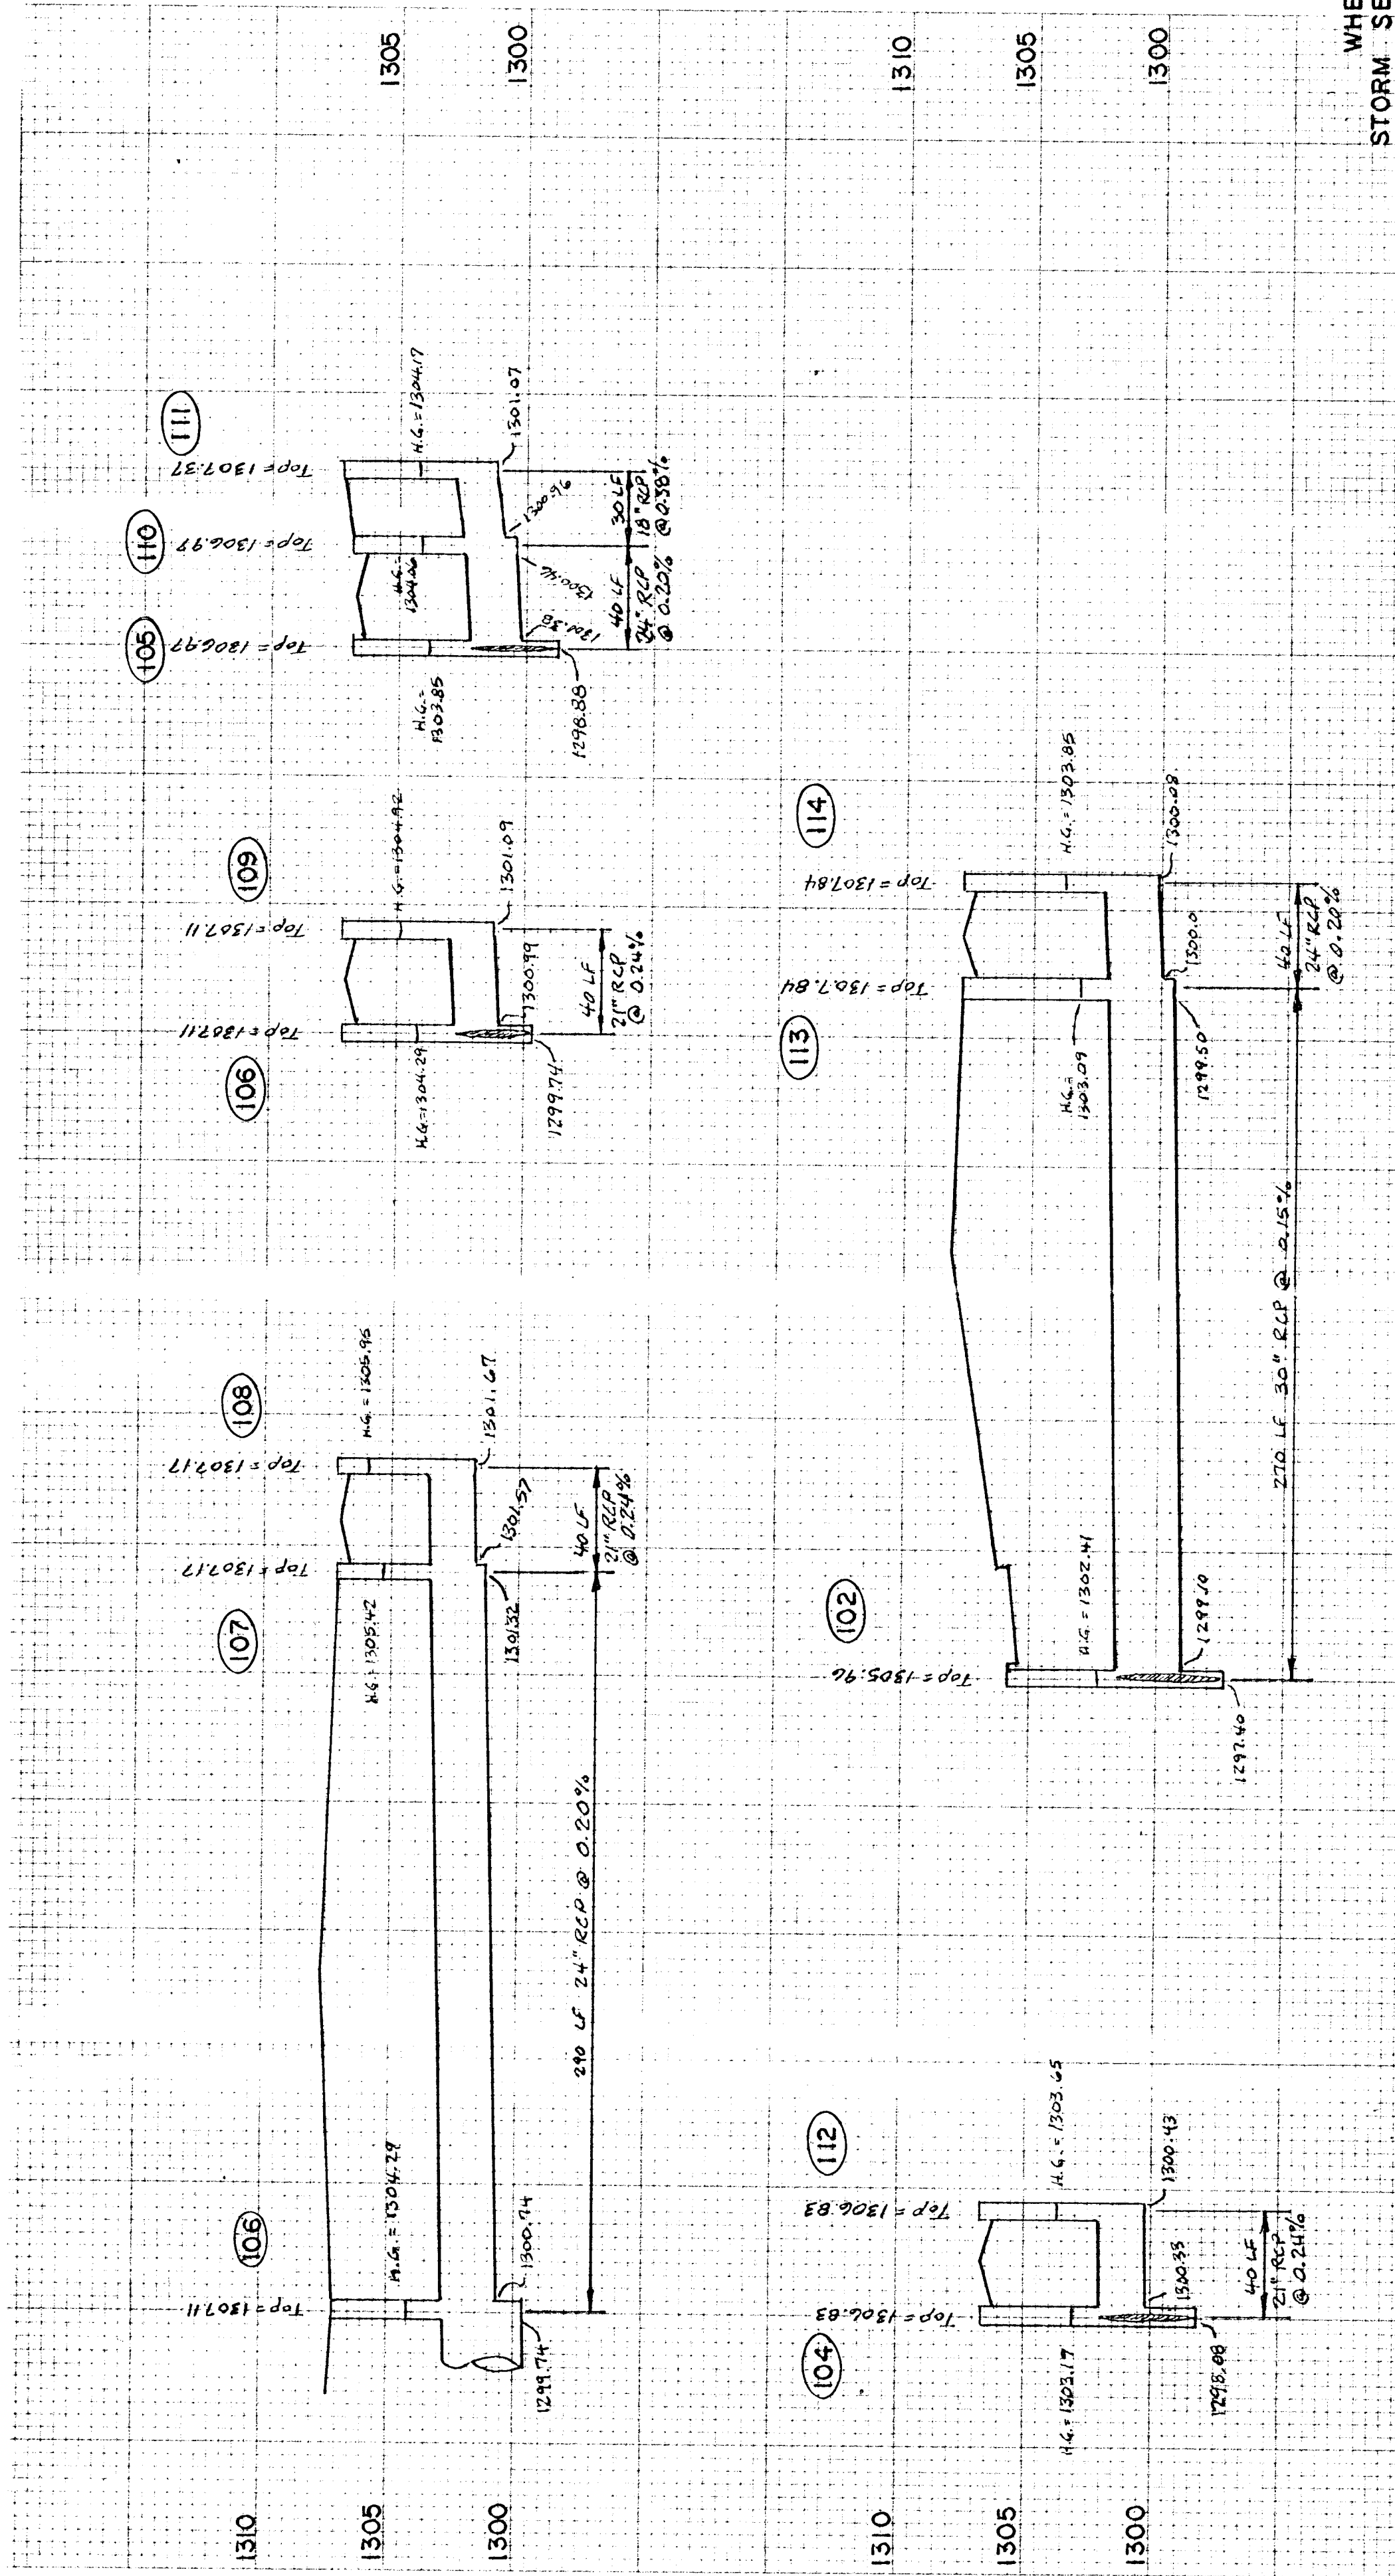 1310
1305
1300
106
Top = 1307.11
H.G. = 1304.29
1300.74
1299.74
290 LF 24" RCP @ 0.20%
107
Top = 1307.17
H.G. = 1305.42
1301.32
1301.57
108
Top = 1307.17
H.G. = 1305.95
1301.67
40 LF
21" RCP
@ 0.24%
106
Top = 1307.11
H.G. = 1304.29
1299.74
1300.99
109
Top = 1307.11
H.G. = 1304.92
1301.09
40 LF
21" RCP
@ 0.24%
105
Top = 1306.97
H.G. =
1303.85
1298.88
1300.38
110
Top = 1306.97
H.G. =
1304.06
1300.46
1300.96
40 LF
24" RCP
@ 0.20%
111
Top = 1307.37
H.G. = 1304.17
1301.07
30 LF
18" RCP
@ 0.38%
1305
1300
1310
1305
1300
104
Top = 1306.83
H.G. = 1303.19
1298.08
1300.33
112
Top = 1306.83
H.G. = 1303.65
1300.43
40 LF
21" RCP
@ 0.24%
102
Top = 1305.96
H.G. = 1302.41
1297.40
1299.10
270 LF 30" RCP @ 0.15%
113
Top = 1307.84
H.G. =
1303.09
1299.50
1300.0
114
Top = 1307.84
H.G. = 1303.85
1300.08
40 LF
24" RCP
@ 0.20%
1310
1305
1300
WHE
STORM SE